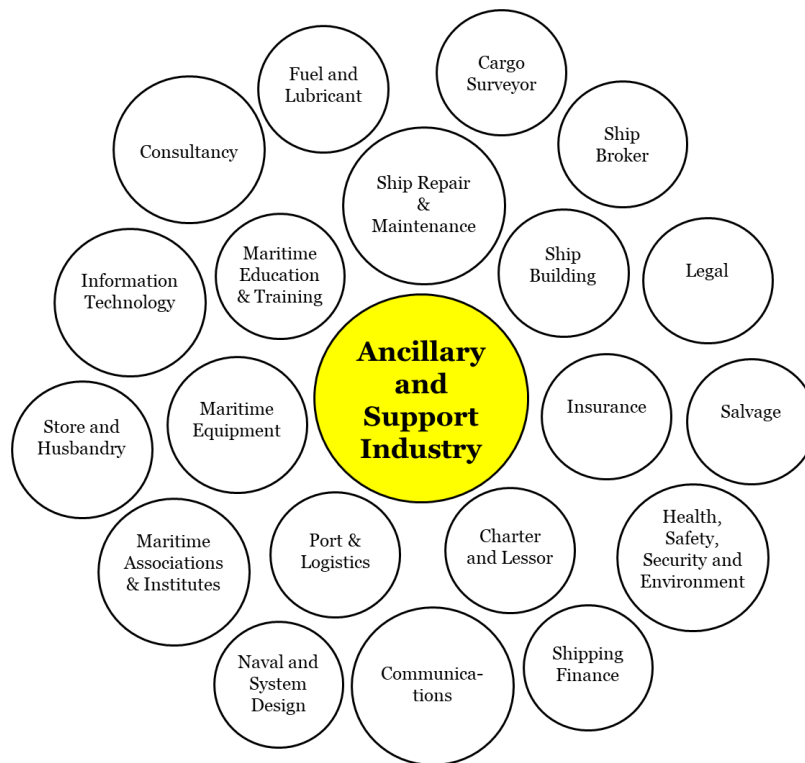 Fuel and
Lubricant
Cargo
Surveyor
Consultancy
Ship
Broker
Ship Repair
&
Maintenance
Information
Technology
Maritime
Education
& Training
Ship
Building
Legal
Ancillary
and
Support
Industry
Store and
Husbandry
Maritime
Equipment
Insurance
Salvage
Maritime
Associations
& Institutes
Port &
Logistics
Charter
and Lessor
Health,
Safety,
Security and
Environment
Naval and
System
Design
Communica-
tions
Shipping
Finance